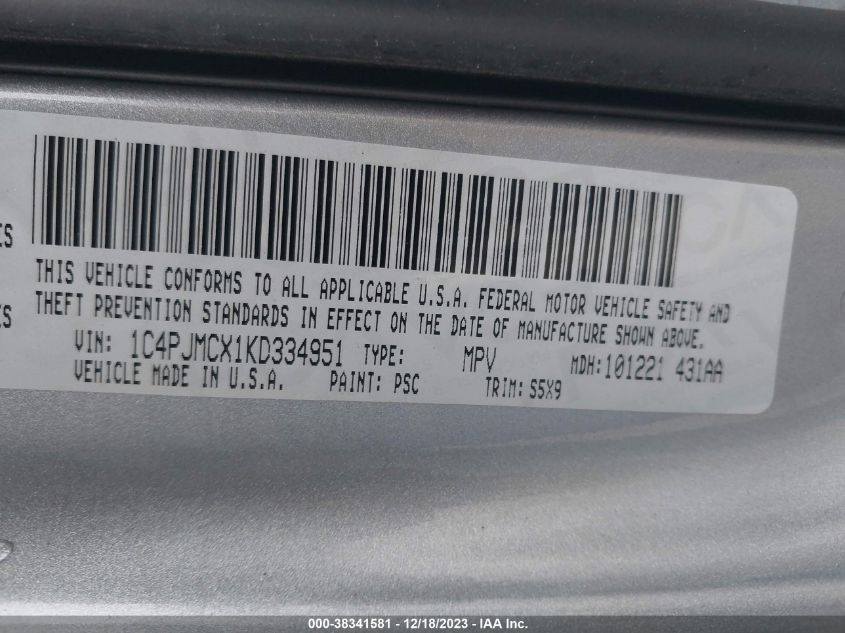 ES
THIS VEHICLE CONFORMS TO ALL APPLICABLE U.S.A. FEDERAL MOTOR VEHICLE SAFETY AND
ES
THEFT PREVENTION STANDARDS IN EFFECT ON THE DATE OF MANUFACTURE SHOWN ABOVE.
VIN: 1C4PJMCX1KD334951 TYPE: MPV MDH:101221 431AA
VEHICLE MADE IN U.S.A. PAINT: PSC TRIM: S5X9
000-38341581 - 12/18/2023 - IAA Inc.